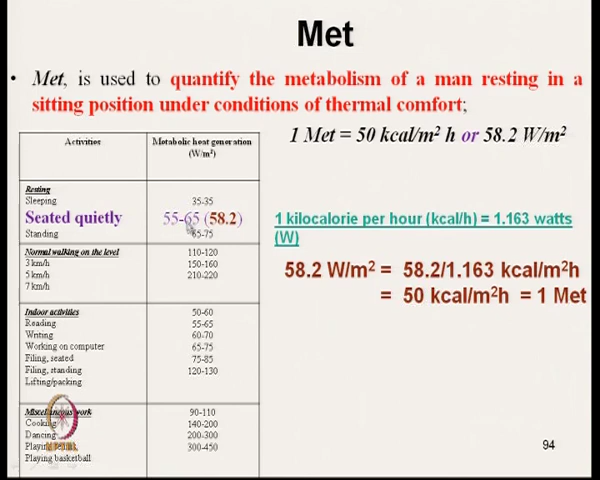 Met
• Met, is used to quantify the metabolism of a man resting in a
sitting position under conditions of thermal comfort;
1 Met = 50 kcal/m² h or 58.2 W/m²
Activities Metabolic heat generation
(W/m²)
Resting
Sleeping 35-35
Seated quietly 55-65 (58.2)
Standing 65-75
Normal walking on the level 110-120
3 km/h 150-160
5 km/h 210-220
7 km/h
Indoor activities 50-60
Reading 55-65
Writing 60-70
Working on computer 65-75
Filing, seated 75-85
Filing, standing 120-130
Lifting/packing
Miscellaneous work 90-110
Cooking 140-200
Dancing 200-300
Playing 300-450
Playing basketball
1 kilocalorie per hour (kcal/h) = 1.163 watts
(W)
58.2 W/m² = 58.2/1.163 kcal/m²h
= 50 kcal/m²h = 1 Met
94